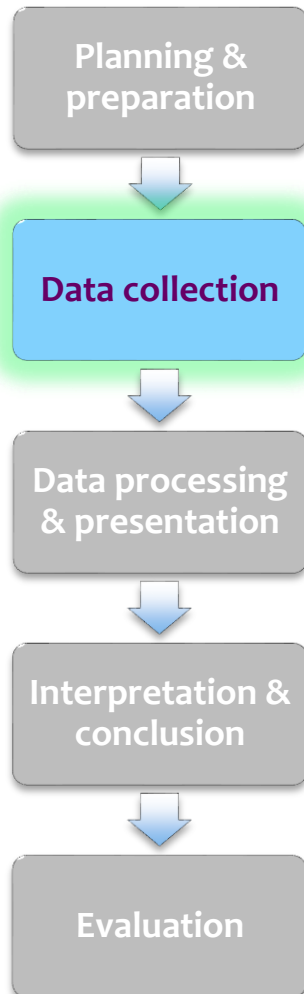 Planning &
preparation
Data collection
Data processing
& presentation
Interpretation &
conclusion
Evaluation